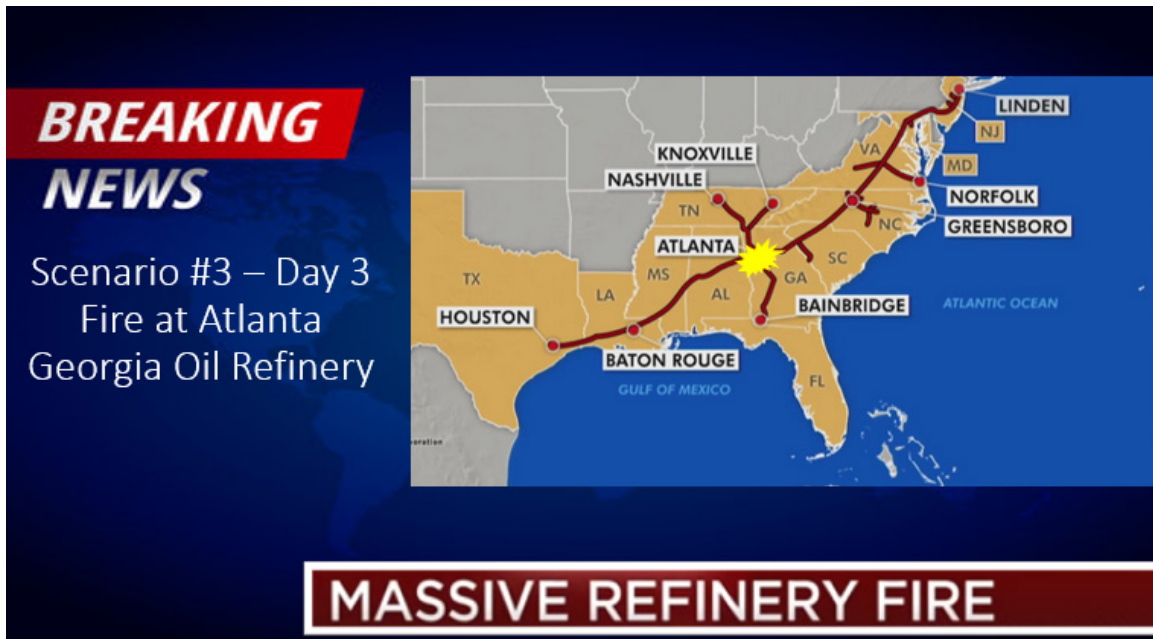 BREAKING
NEWS
Scenario #3 – Day 3
Fire at Atlanta
Georgia Oil Refinery
LINDEN
NJ
VA
MD
KNOXVILLE
NASHVILLE
NORFOLK
TN
NC
GREENSBORO
ATLANTA
SC
TX
MS
GA
LA
AL
BAINBRIDGE
ATLANTIC OCEAN
HOUSTON
BATON ROUGE
FL
GULF OF MEXICO
oration
MASSIVE REFINERY FIRE